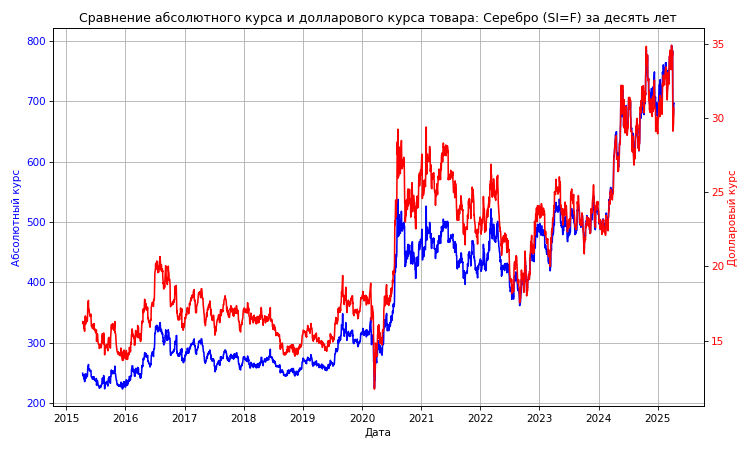 Сравнение абсолютного курса и долларового курса товара: Серебро (SI=F) за десять лет
800
700
600
500
400
300
200
Абсолютный курс
35
30
25
20
15
Долларовый курс
2015 2016 2017 2018 2019 2020 2021 2022 2023 2024 2025
Дата